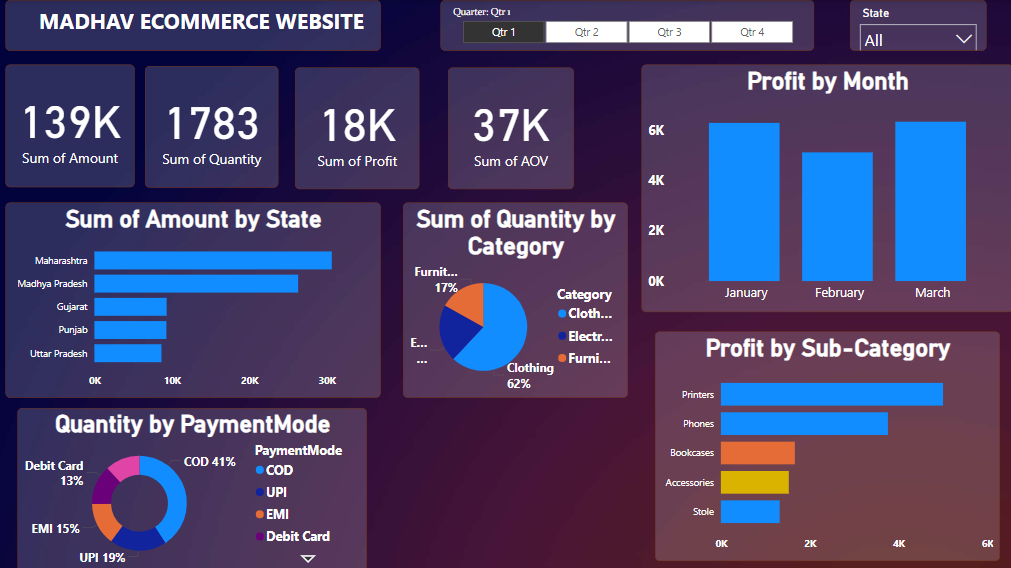 MADHAV ECOMMERCE WEBSITE
Quarter: Qtr 1
Qtr 1
Qtr 2
Qtr 3
Qtr 4
State
All
139K
Sum of Amount
1783
Sum of Quantity
18K
Sum of Profit
37K
Sum of AOV
Profit by Month
6K
4K
2K
0K
January
February
March
Sum of Amount by State
Maharashtra
Madhya Pradesh
Gujarat
Punjab
Uttar Pradesh
0K
10K
20K
30K
Sum of Quantity by
Category
Furnit...
17%
E...
...
Clothing
62%
Category
Cloth...
Electr...
Furni...
Profit by Sub-Category
Printers
Phones
Bookcases
Accessories
Stole
0K
2K
4K
6K
Quantity by PaymentMode
Debit Card
13%
COD 41%
EMI 15%
UPI 19%
PaymentMode
COD
UPI
EMI
Debit Card